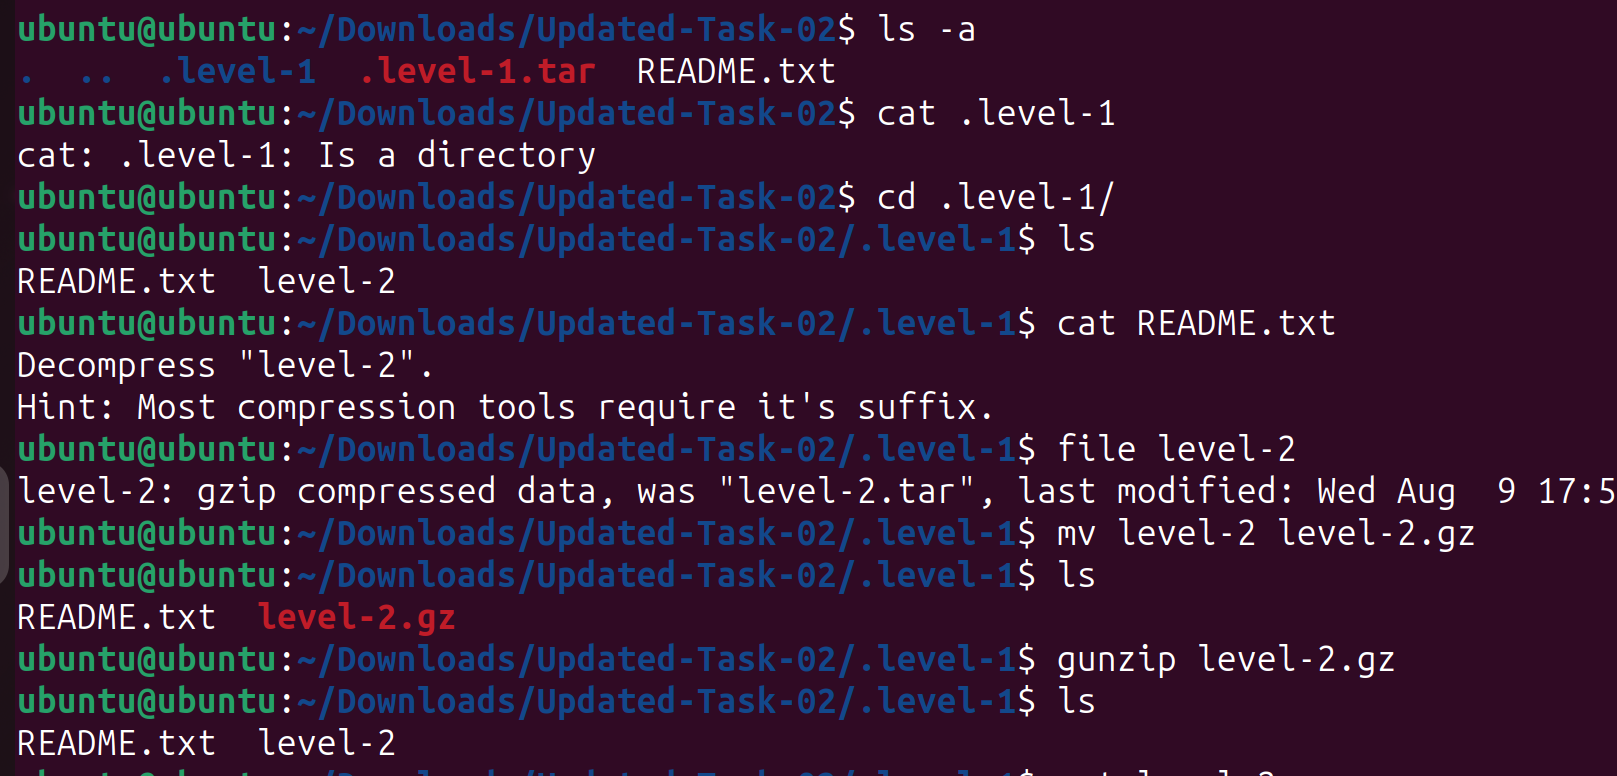 ubuntu@ubuntu:~/Downloads/Updated-Task-02$ ls -a
.  ..  .level-1  .level-1.tar  README.txt
ubuntu@ubuntu:~/Downloads/Updated-Task-02$ cat .level-1
cat: .level-1: Is a directory
ubuntu@ubuntu:~/Downloads/Updated-Task-02$ cd .level-1/
ubuntu@ubuntu:~/Downloads/Updated-Task-02/.level-1$ ls
README.txt  level-2
ubuntu@ubuntu:~/Downloads/Updated-Task-02/.level-1$ cat README.txt
Decompress "level-2".
Hint: Most compression tools require it's suffix.
ubuntu@ubuntu:~/Downloads/Updated-Task-02/.level-1$ file level-2
level-2: gzip compressed data, was "level-2.tar", last modified: Wed Aug  9 17:5
ubuntu@ubuntu:~/Downloads/Updated-Task-02/.level-1$ mv level-2 level-2.gz
ubuntu@ubuntu:~/Downloads/Updated-Task-02/.level-1$ ls
README.txt  level-2.gz
ubuntu@ubuntu:~/Downloads/Updated-Task-02/.level-1$ gunzip level-2.gz
ubuntu@ubuntu:~/Downloads/Updated-Task-02/.level-1$ ls
README.txt  level-2